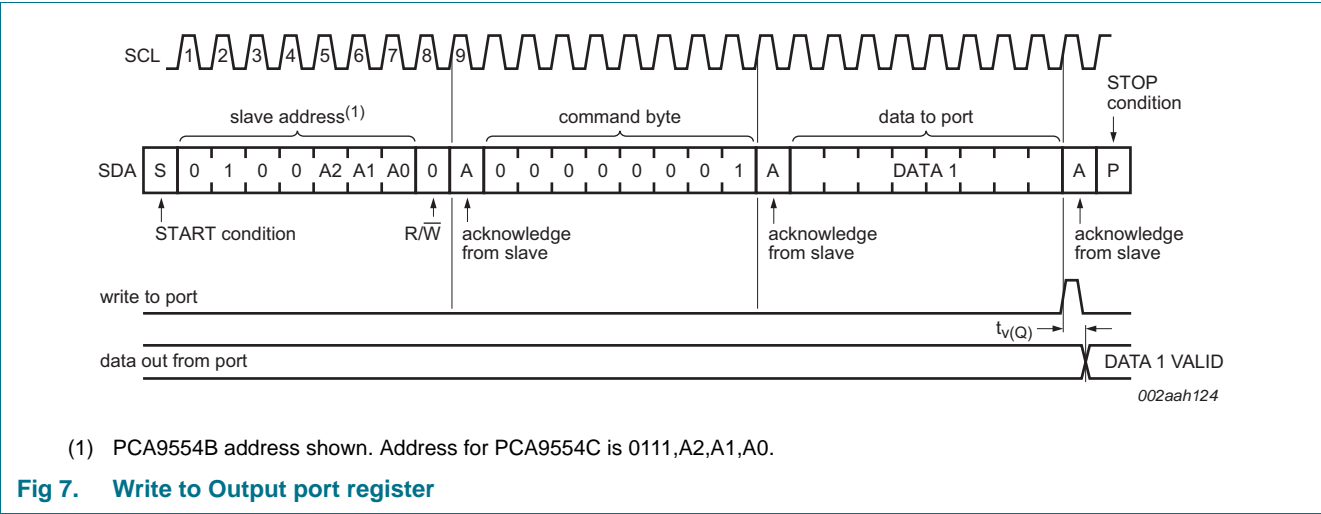 SCL 1 2 3 4 5 6 7 8 9
STOP
condition
slave address(1) command byte data to port
SDA S 0 1 0 0 A2 A1 A0 0 A 0 0 0 0 0 0 0 1 A DATA 1 A P
START condition R/W̅ acknowledge
from slave
acknowledge
from slave
acknowledge
from slave
write to port
tv(Q)
data out from port DATA 1 VALID
002aah124
(1) PCA9554B address shown. Address for PCA9554C is 0111,A2,A1,A0.
Fig 7. Write to Output port register